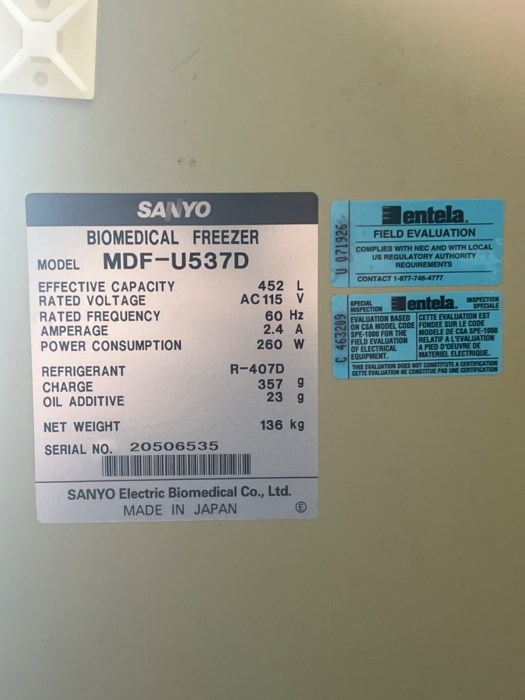 SANYO
BIOMEDICAL FREEZER
MODEL MDF-U537D
EFFECTIVE CAPACITY 452 L
RATED VOLTAGE AC 115 V
RATED FREQUENCY 60 Hz
AMPERAGE 2.4 A
POWER CONSUMPTION 260 W
REFRIGERANT R-407D
CHARGE 357 g
OIL ADDITIVE 23 g
NET WEIGHT 136 kg
SERIAL NO. 20506535
SANYO Electric Biomedical Co., Ltd.
MADE IN JAPAN E
entela.
FIELD EVALUATION
COMPLIES WITH NEC AND WITH LOCAL
US REGULATORY AUTHORITY
REQUIREMENTS
CONTACT 1-877-748-4777
U 071926
SPECIAL
INSPECTION
entela.
INSPECTION
SPECIALE
EVALUATION BASED
ON CSA MODEL CODE
SPE-1000 FOR THE
FIELD EVALUATION
OF ELECTRICAL
EQUIPMENT.
CETTE EVALUATION EST
FONDEE SUR LE CODE
MODELE DE CSA SPE-1000
RELATIF A L'EVALUATION
A PIED D'OEUVRE DE
MATERIEL ELECTRIQUE.
THIS EVALUATION DOES NOT CONSTITUTE A CERTIFICATION
CETTE EVALUATION NE CONSTITUE PAS UNE CERTIFICATION
C 463209